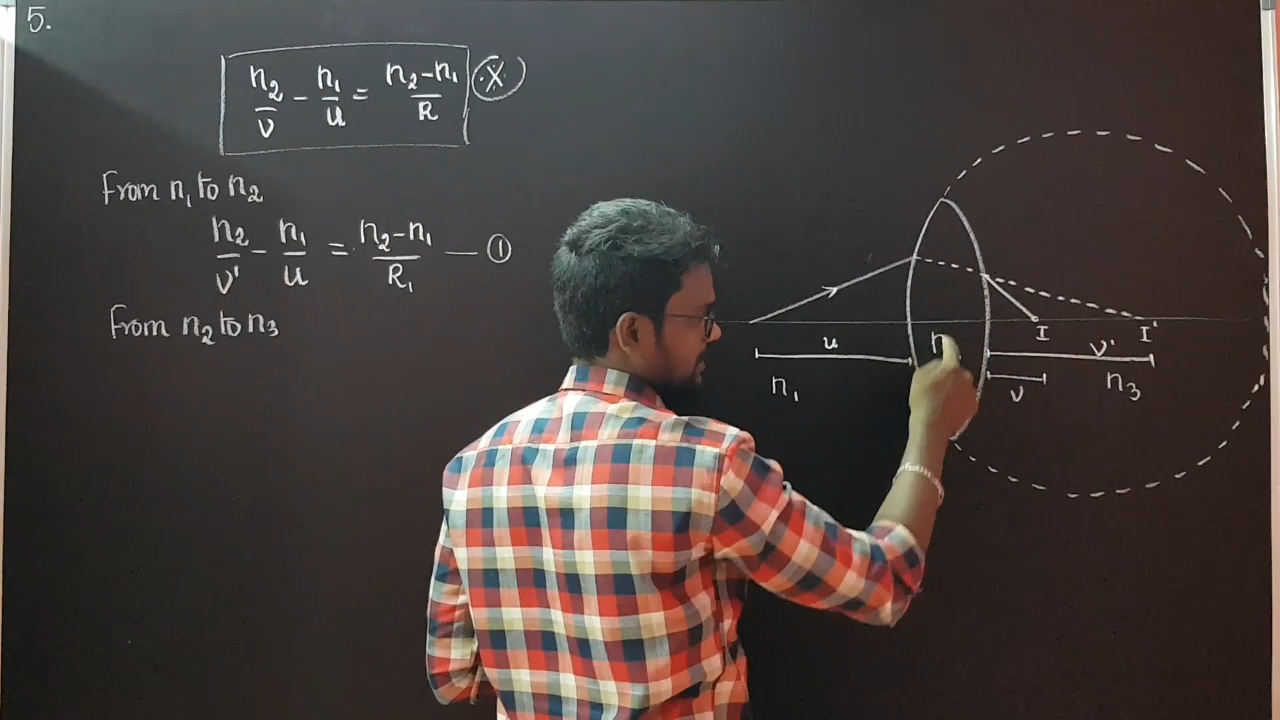 5.
n₂/v - n₁/u = n₂-n₁/R (X)
From n₁ to n₂
n₂/v' - n₁/u = n₂-n₁/R₁ — ①
From n₂ to n₃
I I'
u n v'
n₁ v n₃